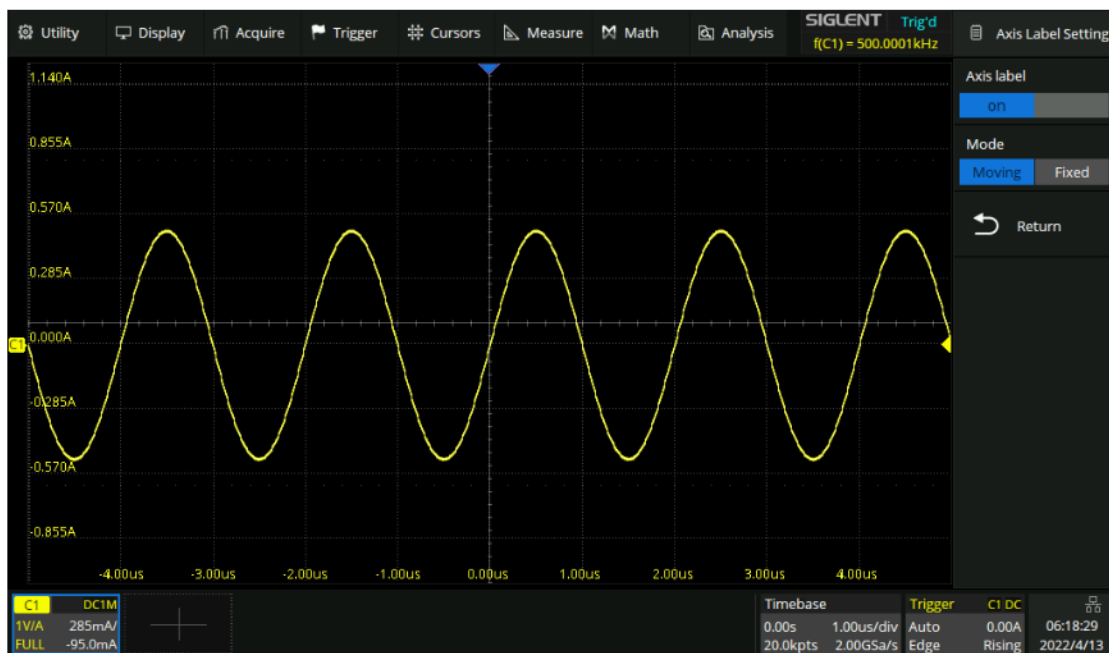 Utility Display Acquire Trigger Cursors Measure Math Analysis SIGLENT Trig'd
f(C1) = 500.0001kHz
Axis Label Setting
Axis label
on
Mode
Moving Fixed
Return
1.140A
0.855A
0.570A
0.285A
0.000A
C1
-0.285A
-0.570A
-0.855A
-4.00us -3.00us -2.00us -1.00us 0.00us 1.00us 2.00us 3.00us 4.00us
C1 DC1M
1V/A 285mA/
FULL -95.0mA
Timebase
0.00s 1.00us/div
20.0kpts 2.00GSa/s
Trigger C1 DC
Auto 0.00A
Edge Rising
06:18:29
2022/4/13